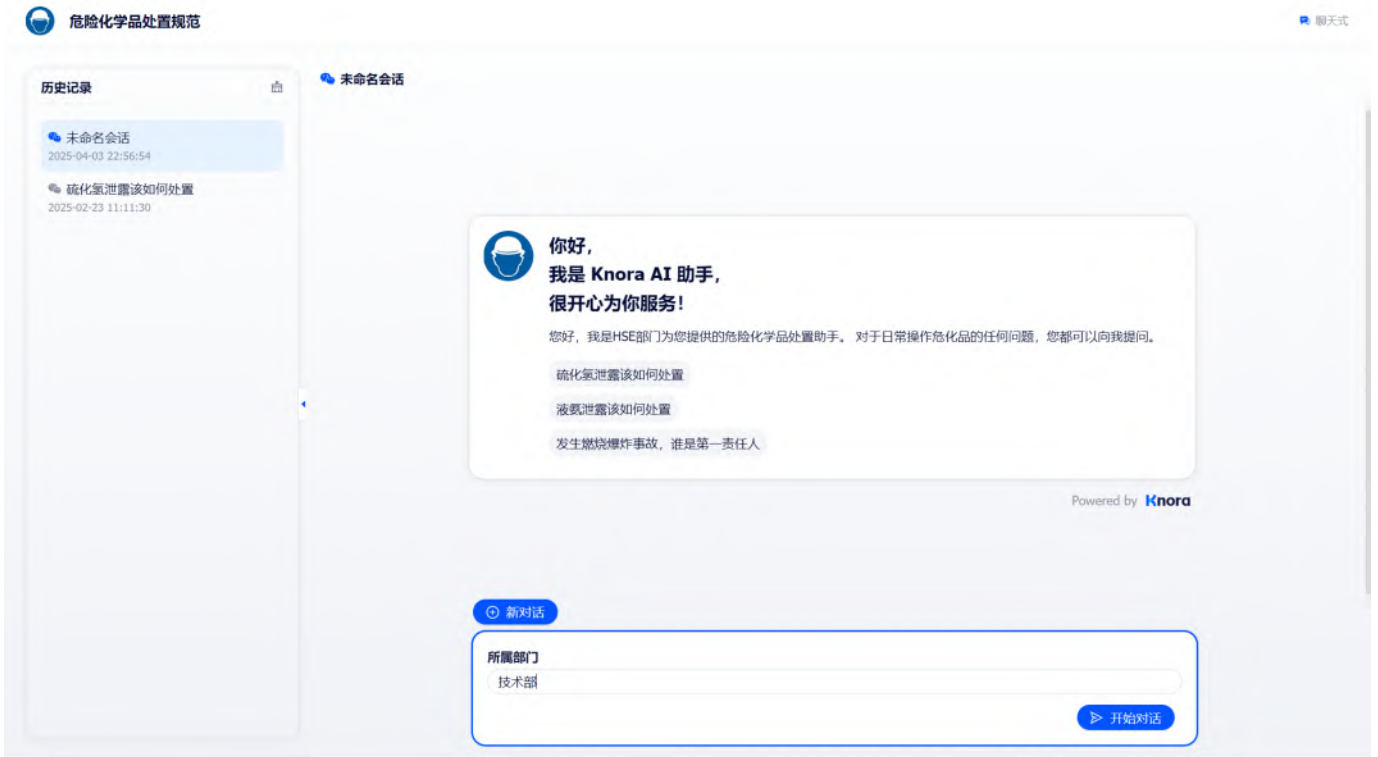 危险化学品处置规范
聊天式
历史记录
未命名会话
2025-04-03 22:56:54
硫化氢泄露该如何处置
2025-02-23 11:11:30
未命名会话
你好，
我是 Knora AI 助手，
很开心为你服务！
您好，我是HSE部门为您提供的危险化学品处置助手。 对于日常操作危化品的任何问题，您都可以向我提问。
硫化氢泄露该如何处置
液氨泄露该如何处置
发生燃烧爆炸事故，谁是第一责任人
Powered by Knora
新对话
所属部门
技术部
开始对话